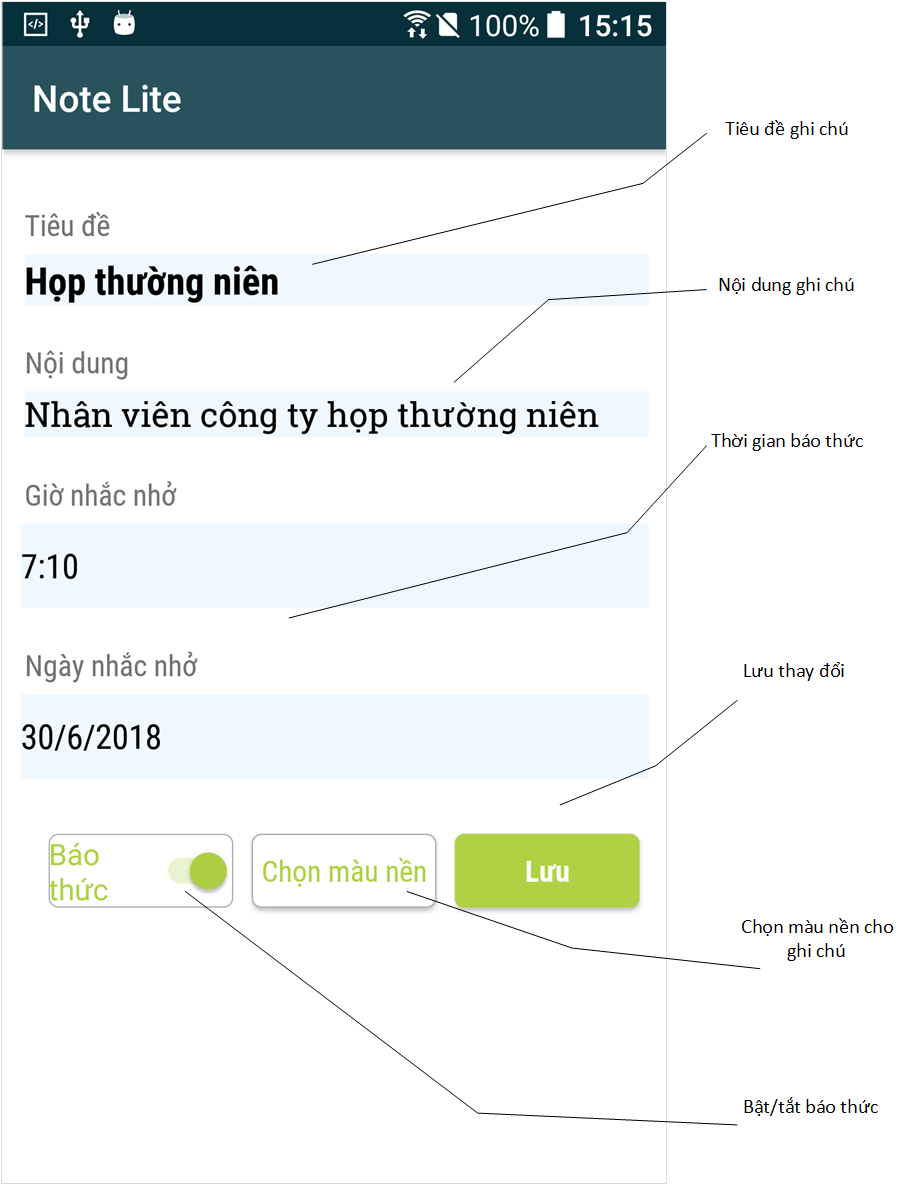 100% 15:15
Note Lite
Tiêu đề ghi chú
Tiêu đề
Họp thường niên
Nội dung ghi chú
Nội dung
Nhân viên công ty họp thường niên
Thời gian báo thức
Giờ nhắc nhở
7:10
Ngày nhắc nhở
Lưu thay đổi
30/6/2018
Báo
thức
Chọn màu nền
Lưu
Chọn màu nền cho
ghi chú
Bật/tắt báo thức